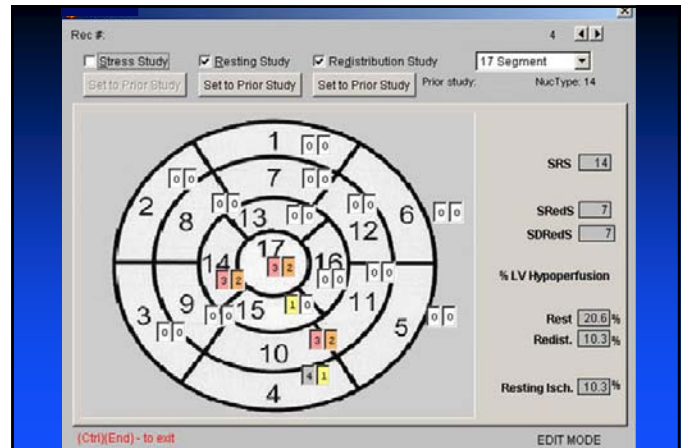 Rec #: 4
Stress Study Resting Study Redistribution Study 17 Segment
Set to Prior Study Set to Prior Study Set to Prior Study Prior study: NucType: 14
1 0 0
0 0 7 0 0
2 0 0 13 0 0 0 0 6 0 0
8 12
17
14 3 2 16
3 2 0 0 0 0
9 0 0 15 1 0 11
3 0 0 5 0 0
10 3 2
4 1
4
SRS 14
SRedS 7
SDRedS 7
% LV Hypoperfusion
Rest 20.6 %
Redist. 10.3 %
Resting Isch. 10.3 %
(Ctrl)(End) - to exit EDIT MODE